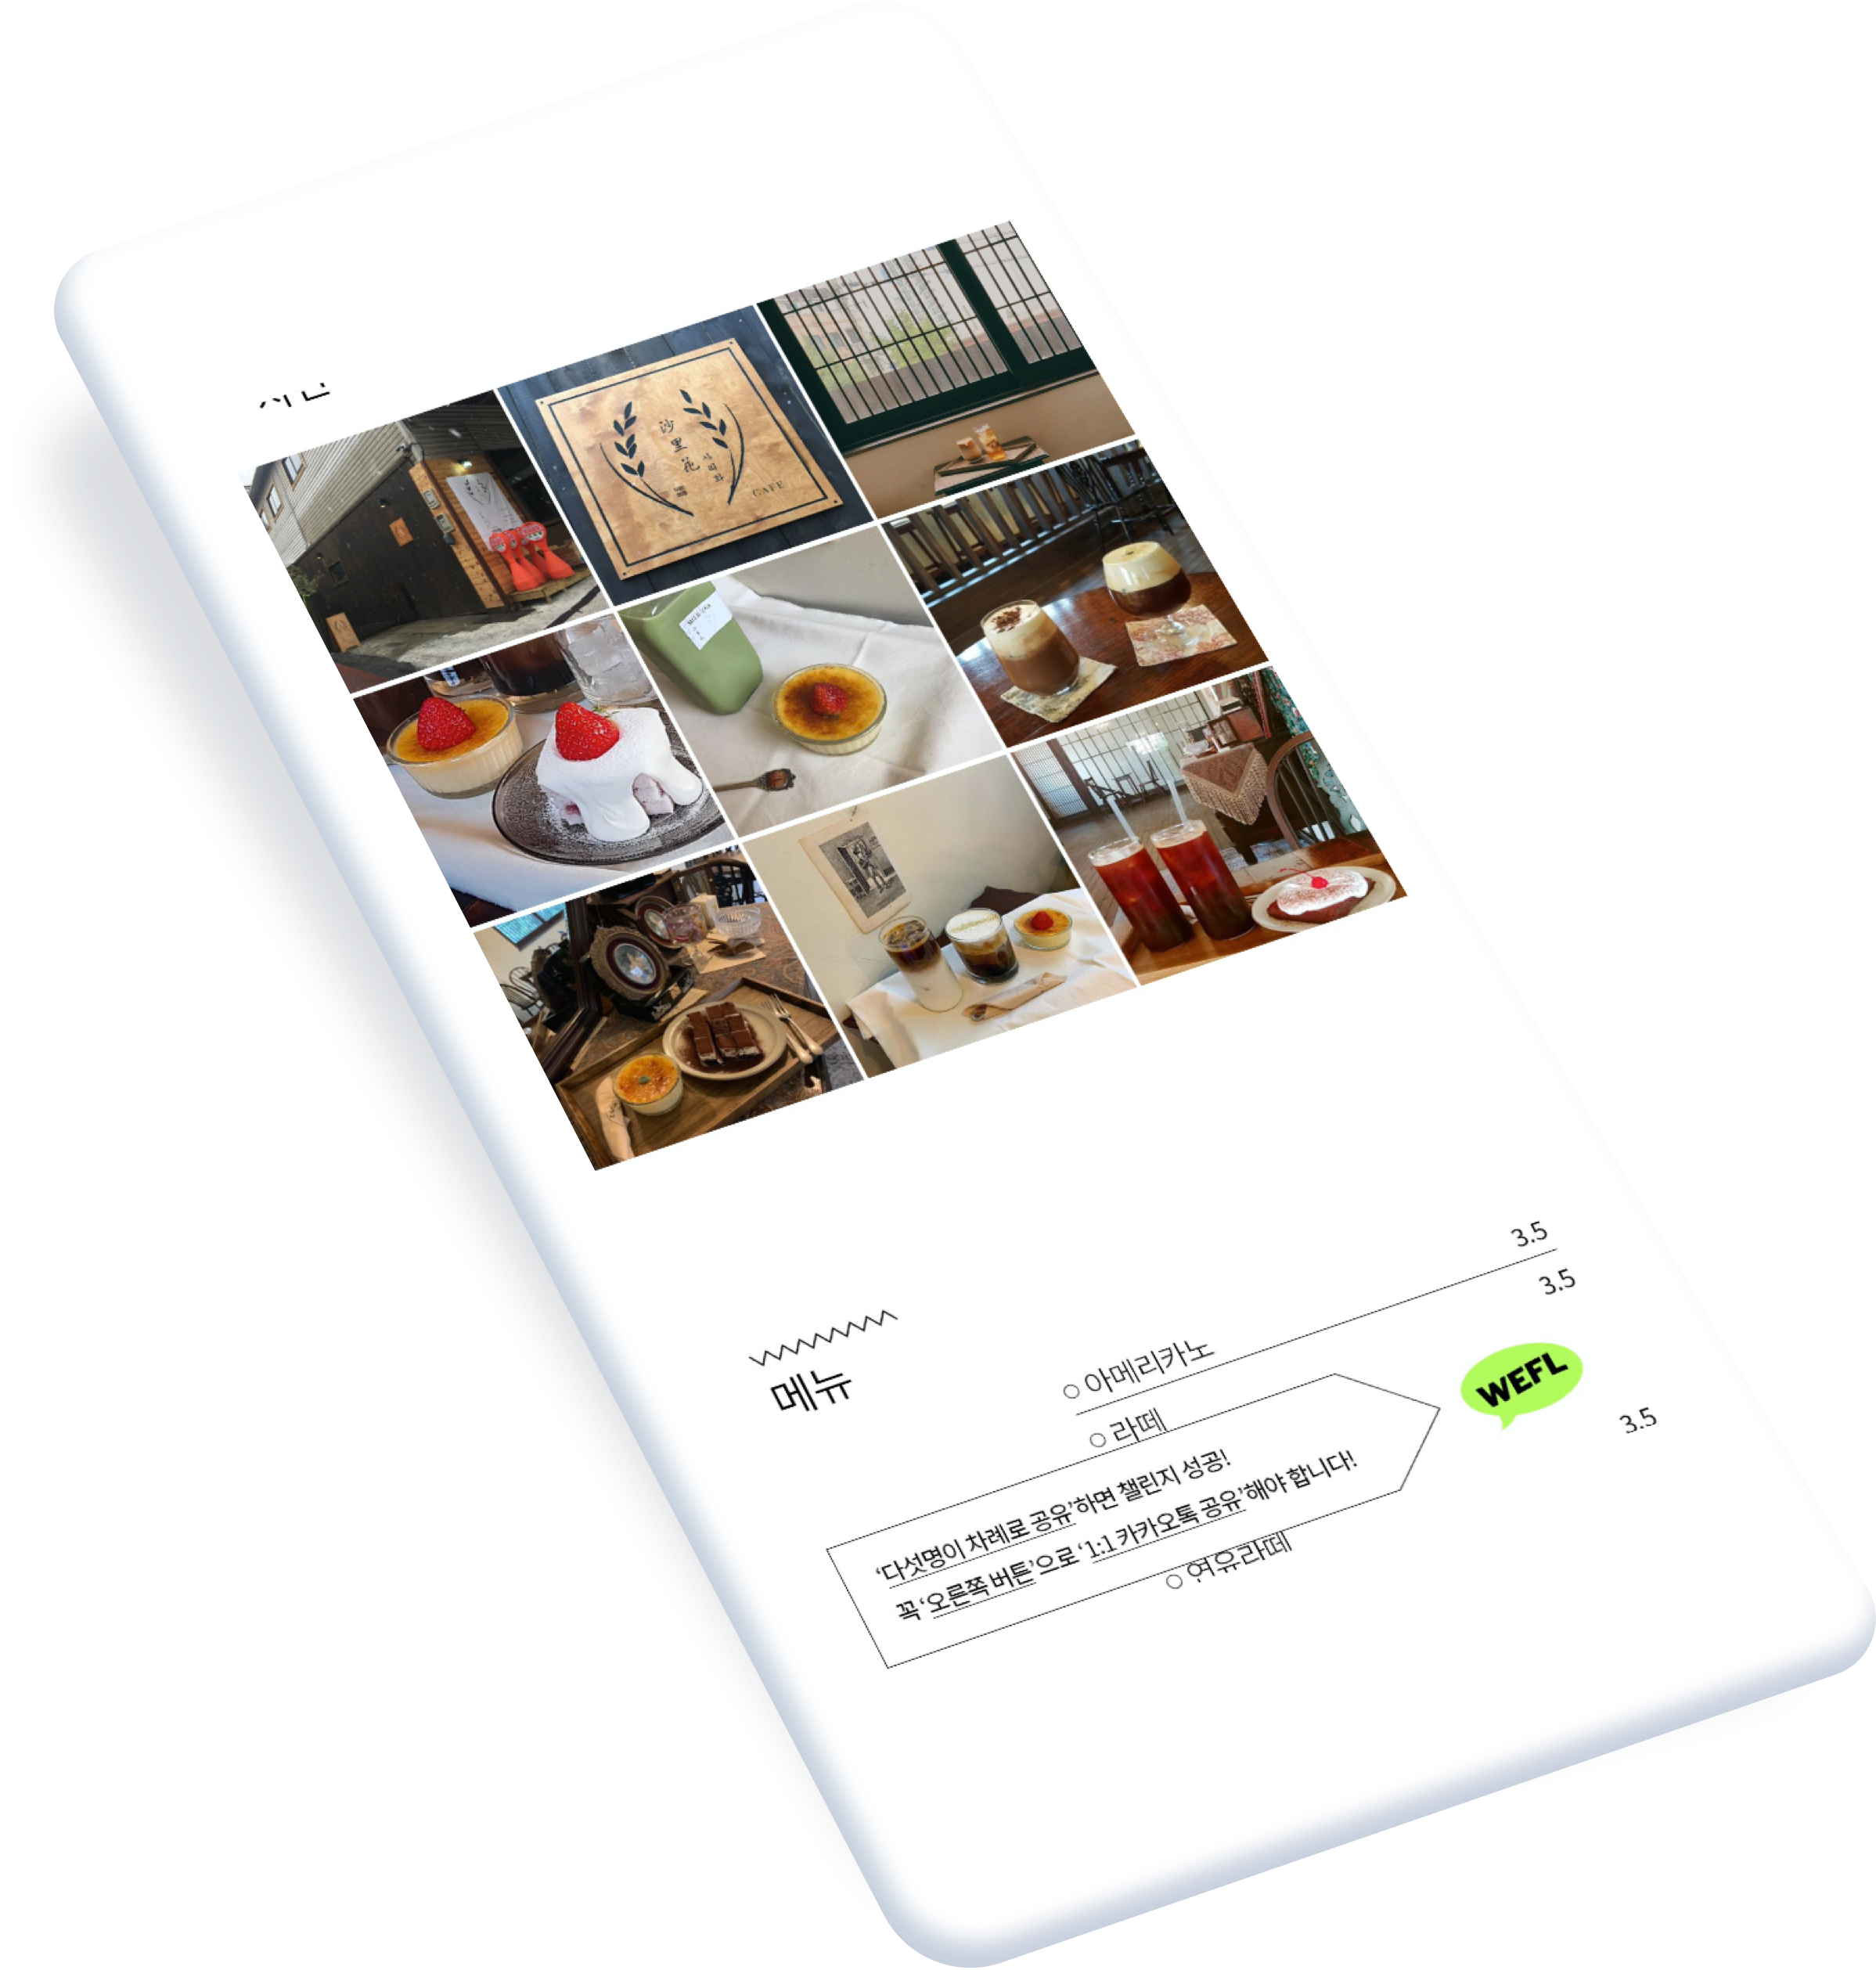 사진
沙里花
사리화
CAFE
메뉴
○ 아메리카노 3.5
○ 라떼 3.5
WEFL
‘다섯명이 차례로 공유’하면 챌린지 성공!
꼭 ‘오른쪽 버튼’으로 ‘1:1 카카오톡 공유’해야 합니다!
○ 연유라떼 3.5